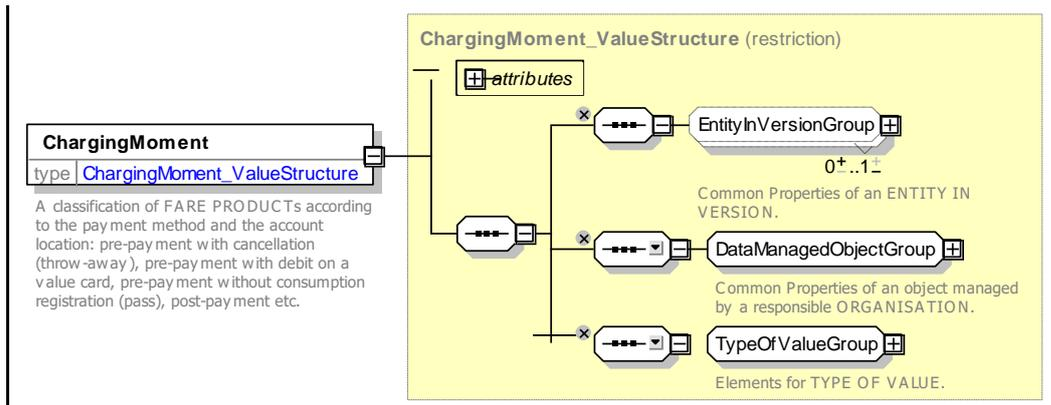 ChargingMoment_ValueStructure (restriction)
attributes
ChargingMoment
type ChargingMoment_ValueStructure
A classification of FARE PRODUCTs according
to the payment method and the account
location: pre-payment with cancellation
(throw-away), pre-payment with debit on a
value card, pre-payment without consumption
registration (pass), post-payment etc.
EntityInVersionGroup
0..1
Common Properties of an ENTITY IN
VERSION.
DataManagedObjectGroup
Common Properties of an object managed
by a responsible ORGANISATION.
TypeOfValueGroup
Elements for TYPE OF VALUE.